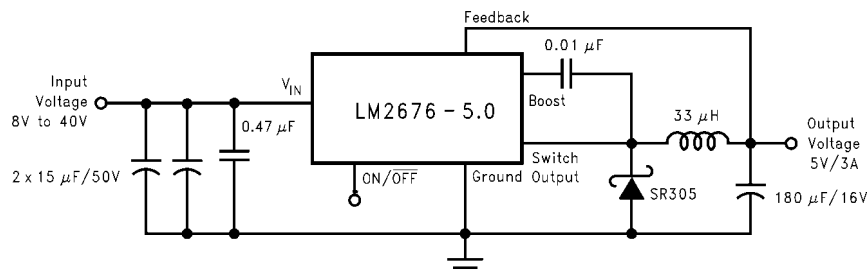 Feedback
0.01 µF
Input
Voltage
8V to 40V
V_IN
LM2676 – 5.0
Boost
0.47 µF
33 µH
Output
Voltage
5V/3A
2 x 15 µF/50V
ON/O̅F̅F̅
Ground
Switch
Output
SR305
180 µF/16V